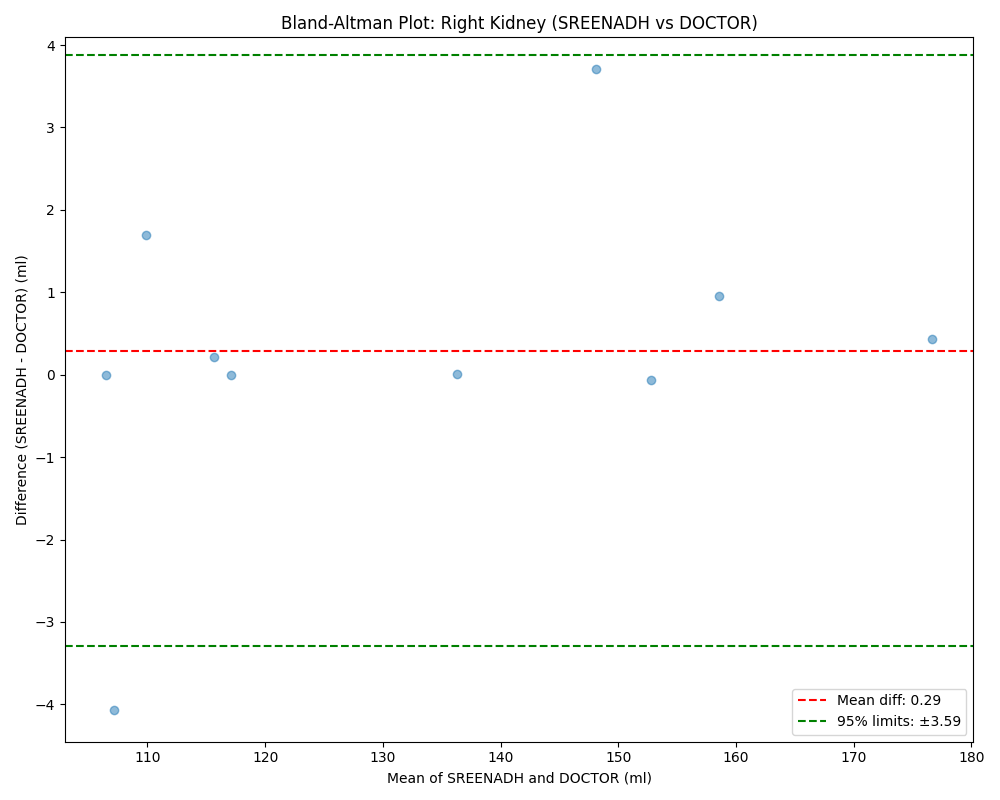 Bland-Altman Plot: Right Kidney (SREENADH vs DOCTOR)
Difference (SREENADH - DOCTOR) (ml)
4
3
2
1
0
−1
−2
−3
−4
Mean diff: 0.29
95% limits: ±3.59
110 120 130 140 150 160 170 180
Mean of SREENADH and DOCTOR (ml)